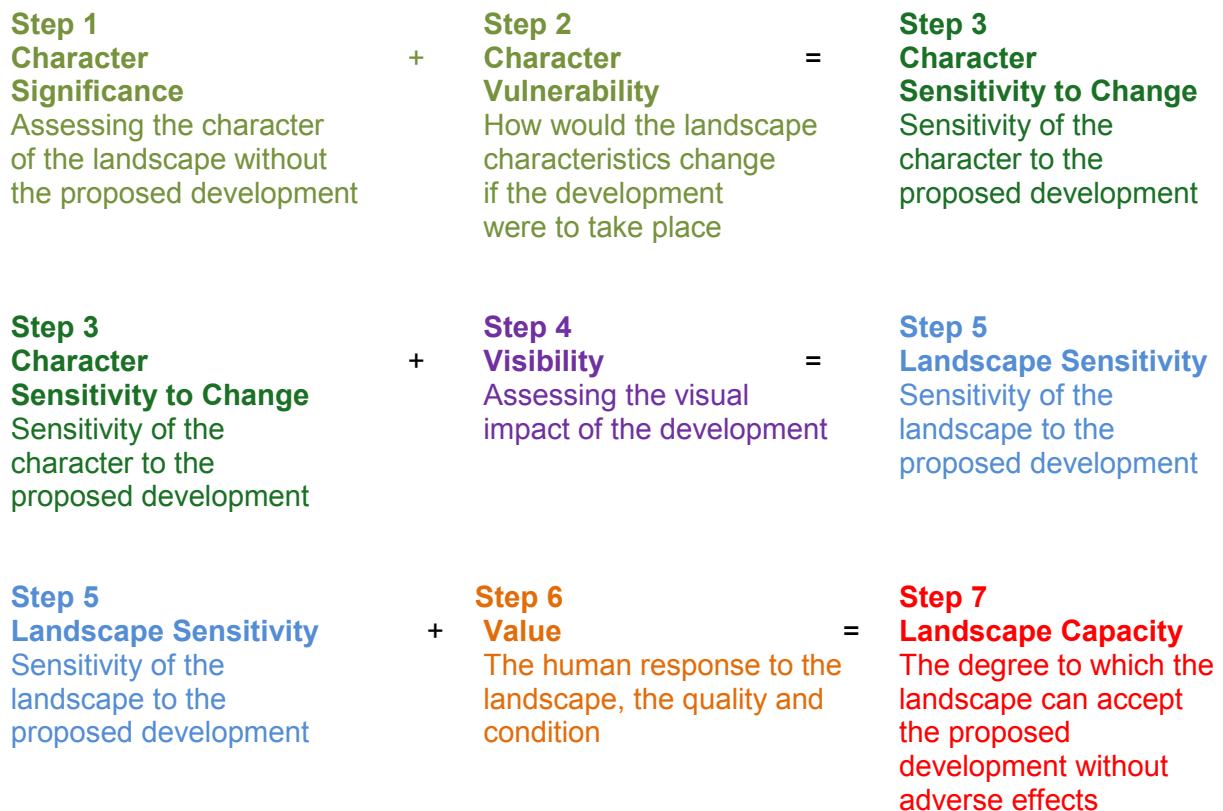 Step 1
Character
Significance
Assessing the character
of the landscape without
the proposed development
+
Step 2
Character
Vulnerability
How would the landscape
characteristics change
if the development
were to take place
=
Step 3
Character
Sensitivity to Change
Sensitivity of the
character to the
proposed development
Step 3
Character
Sensitivity to Change
Sensitivity of the
character to the
proposed development
+
Step 4
Visibility
Assessing the visual
impact of the development
=
Step 5
Landscape Sensitivity
Sensitivity of the
landscape to the
proposed development
Step 5
Landscape Sensitivity
Sensitivity of the
landscape to the
proposed development
+
Step 6
Value
The human response to the
landscape, the quality and
condition
=
Step 7
Landscape Capacity
The degree to which the
landscape can accept
the proposed
development without
adverse effects